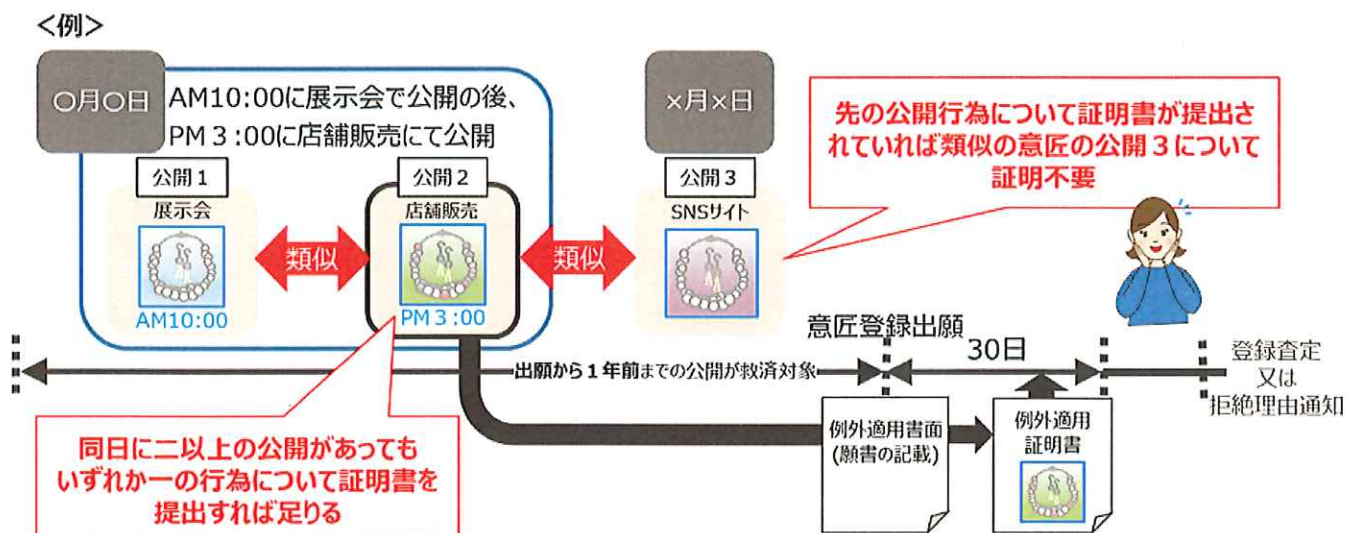 <例>
〇月〇日
AM10:00に展示会で公開の後、
PM３:00に店舗販売にて公開
×月×日
先の公開行為について証明書が提出さ
れていれば類似の意匠の公開３について
証明不要
公開１
展示会
AM10:00
類似
公開２
店舗販売
PM３:00
類似
公開３
SNSサイト
意匠登録出願
30日
出願から１年前までの公開が救済対象
登録査定
又は
拒絶理由通知
同日に二以上の公開があっても
いずれか一の行為について証明書を
提出すれば足りる
例外適用書面
(願書の記載)
例外適用
証明書